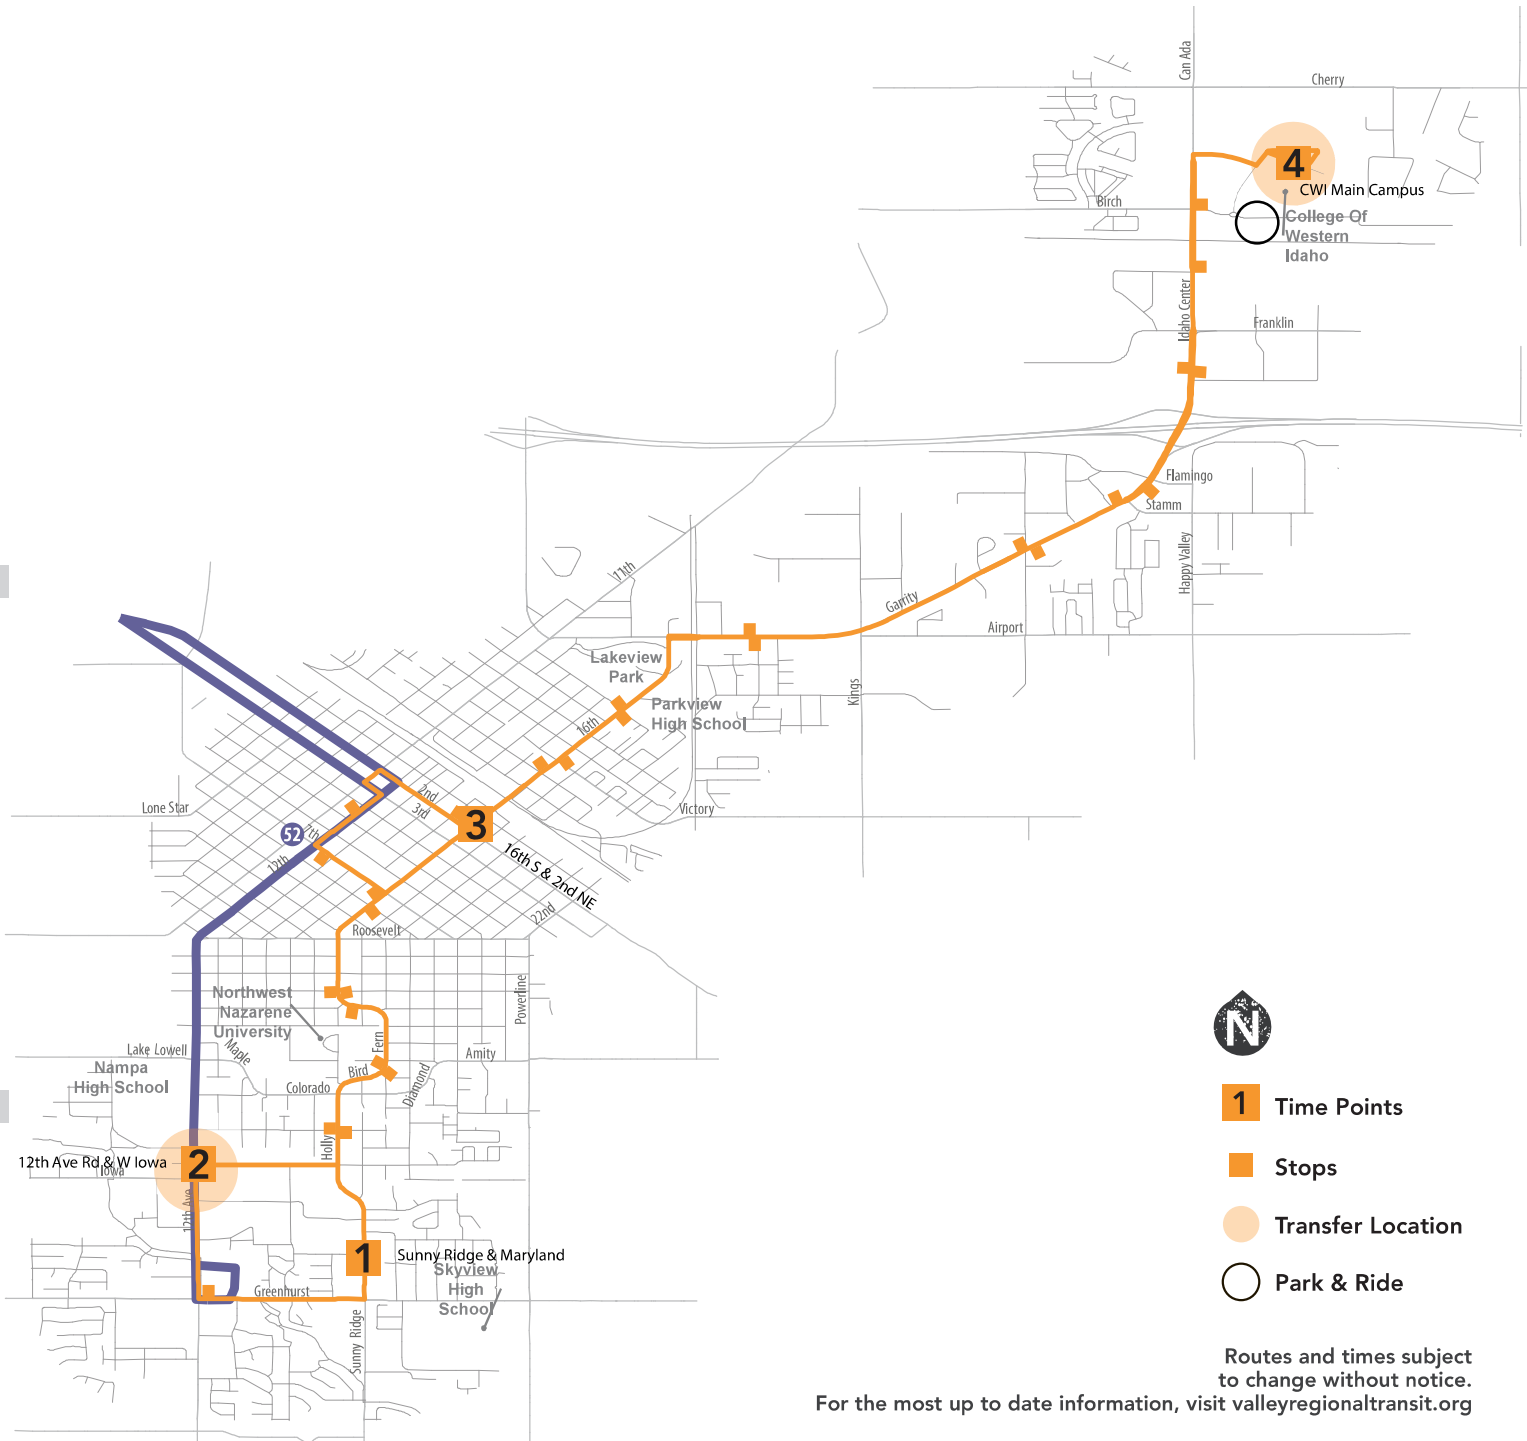 Can Ada
Cherry
4
CWI Main Campus
Birch
College Of
Western
Idaho
Idaho Center
Franklin
Flamingo
Stamm
Happy Valley
11th
Garrity
Airport
Lakeview
Park
Kings
Parkview
High School
16th
2nd
3rd
Lone Star
Victory
52
7th
3
12th
16th S & 2nd NE
22nd
Roosevelt
Northwest
Nazarene
University
Powerline
Fern
Lake Lowell
Maple
Amity
Nampa
High School
Bird
Colorado
Diamond
Holly
12th Ave Rd & W Iowa
Iowa
2
12th Ave
1
Sunny Ridge & Maryland
Skyview
High
School
Greenhurst
Sunny Ridge
N
1 Time Points
Stops
Transfer Location
Park & Ride
Routes and times subject
to change without notice.
For the most up to date information, visit valleyregionaltransit.org